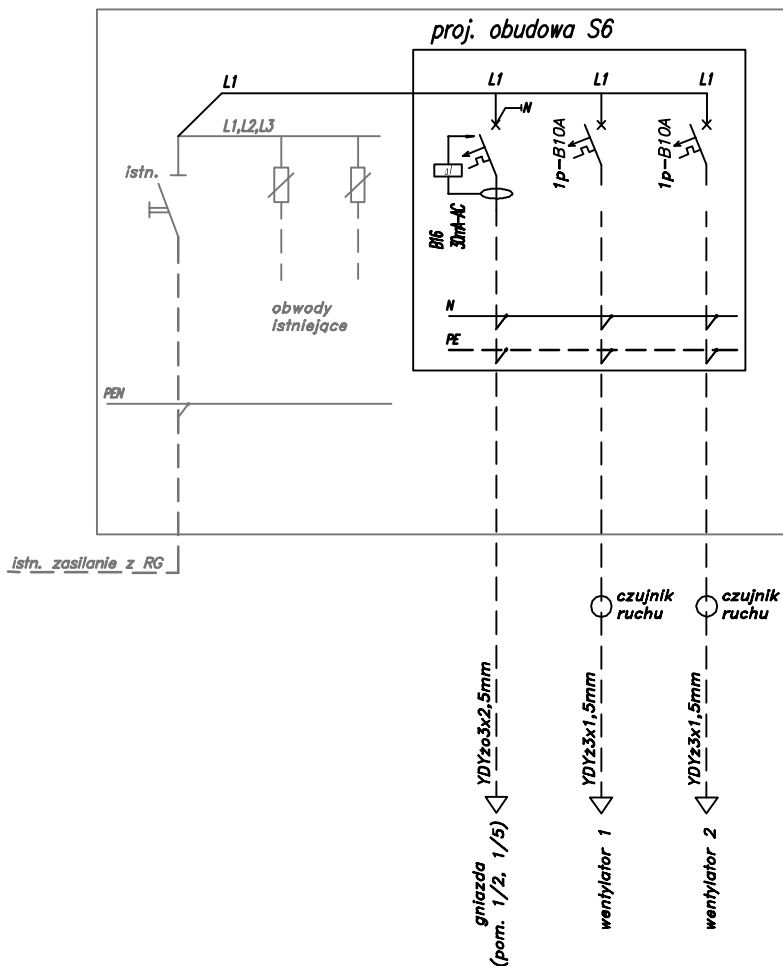 proj. obudowa S6
L1
L1
L1
L1
N
L1,L2,L3
istn.
1p-B10A
1p-B10A
B16
30mA-AC
obwody
istniejące
N
PE
PEN
istn. zasilanie z RG
czujnik
ruchu
czujnik
ruchu
YDYżo3x2,5mm
YDYż3x1,5mm
YDYż3x1,5mm
gniazda
(pom. 1/2, 1/5)
wentylator 1
wentylator 2